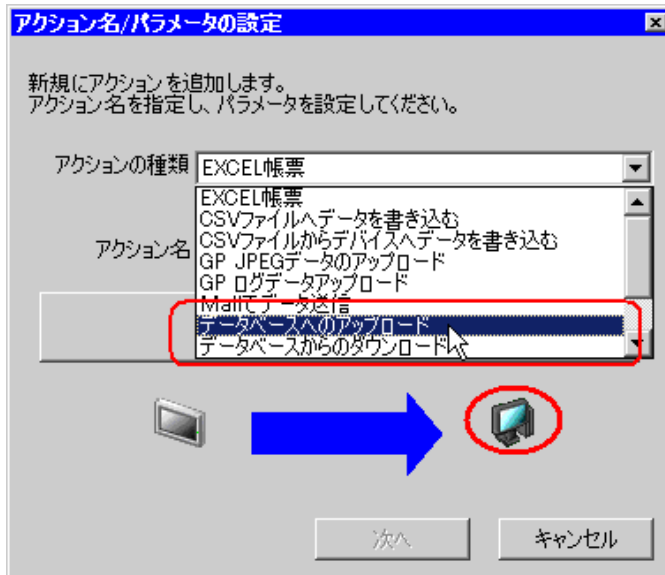 アクション名/パラメータの設定
新規にアクションを追加します。
アクション名を指定し、パラメータを設定してください。
アクションの種類 EXCEL帳票
EXCEL帳票
CSVファイルへデータを書き込む
CSVファイルからデバイスへデータを書き込む
アクション名
GP JPEGデータのアップロード
GP ログデータアップロード
Mailでデータ送信
データベースへのアップロード
データベースからのダウンロード
次へ
キャンセル